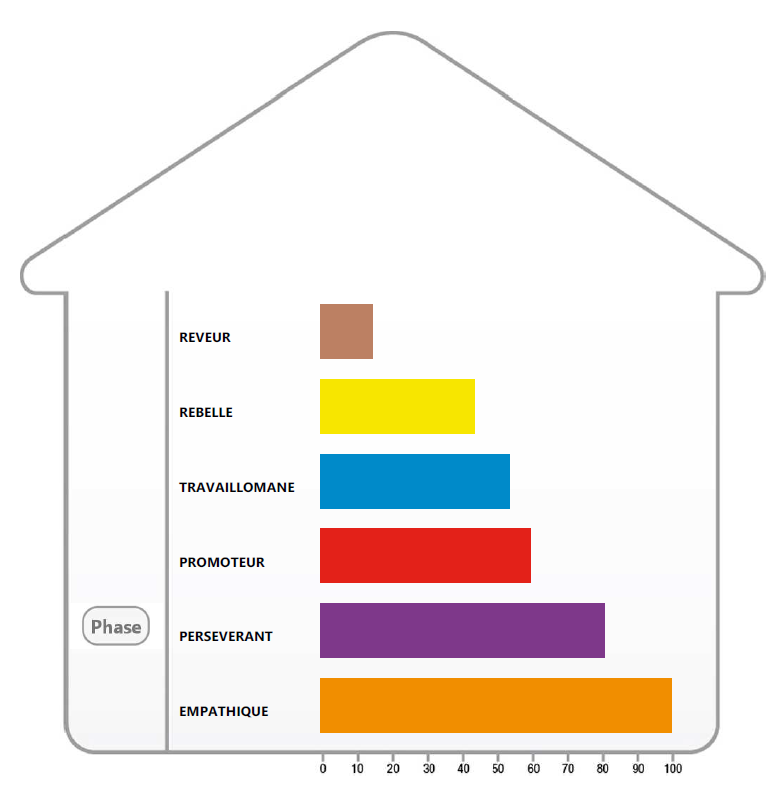 REVEUR
REBELLE
TRAVAILLOMANE
PROMOTEUR
Phase
PERSEVERANT
EMPATHIQUE
0 10 20 30 40 50 60 70 80 90 100